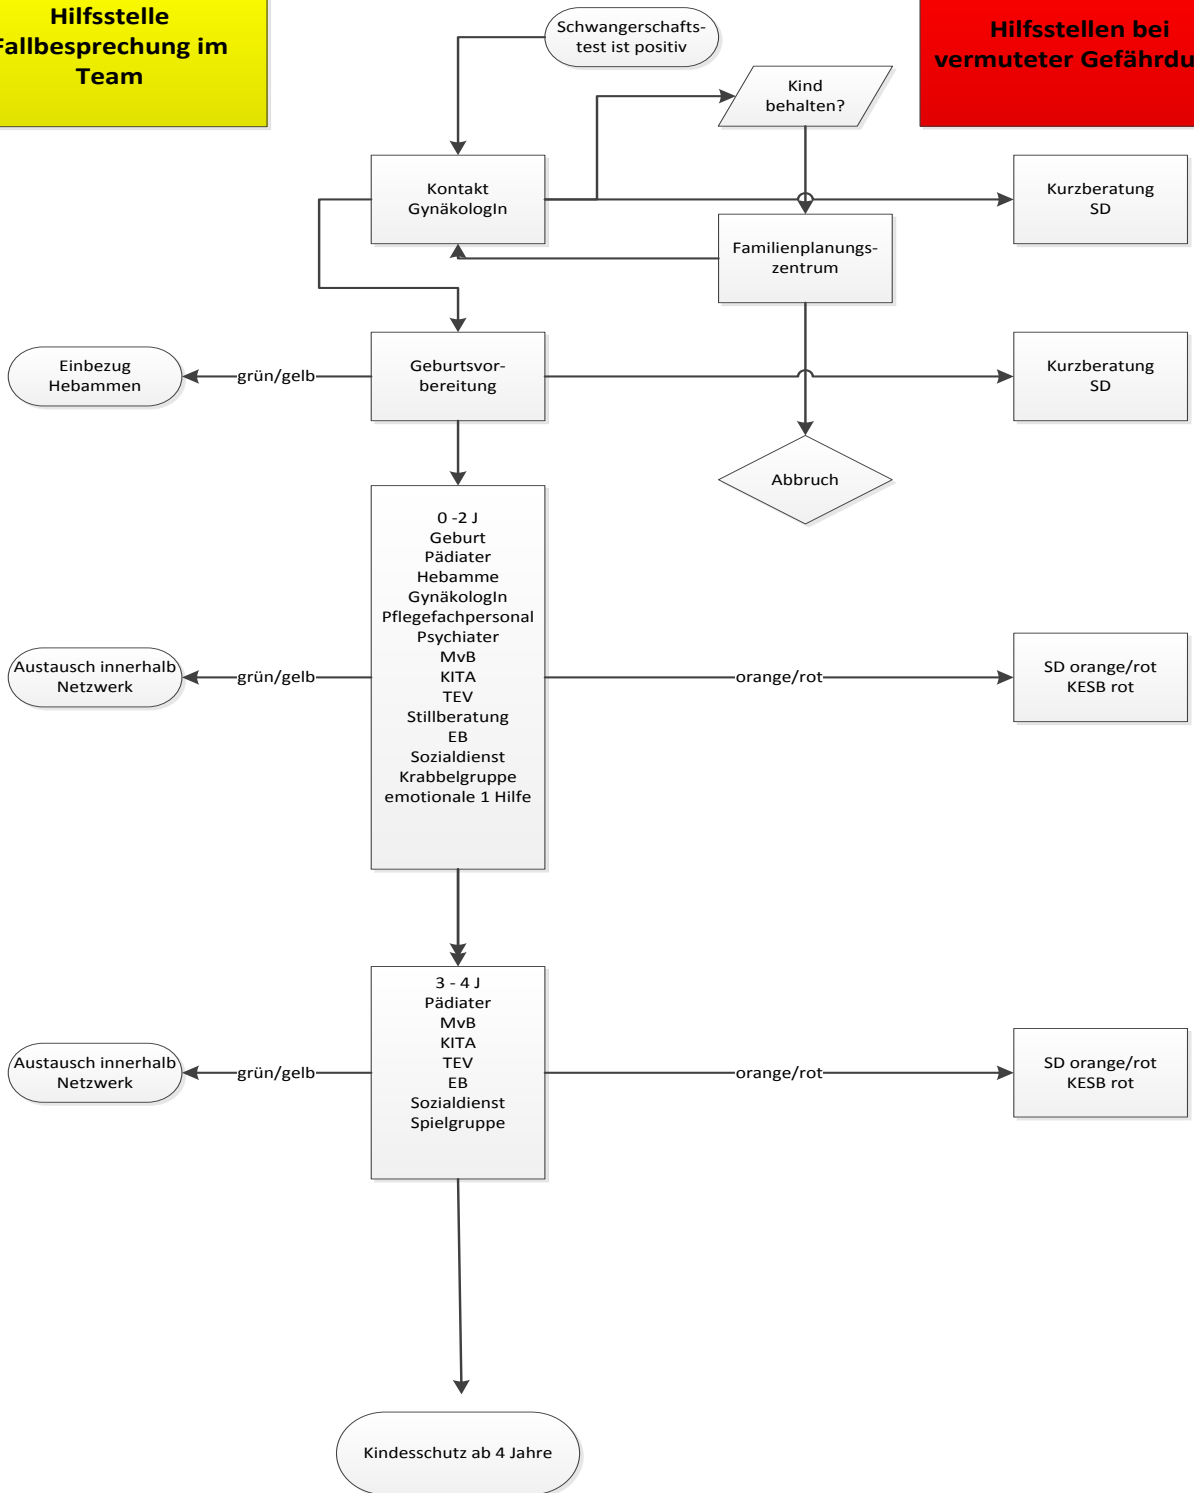 Hilfsstelle
Fallbesprechung im
Team
Schwangerschafts-
test ist positiv
Hilfsstellen bei
vermuteter
Kind
behalten?
Kontakt
GynäkologIn
Kurzberatung
SD
Familienplanungs-
zentrum
Einbezug
Hebammen
grün/gelb
Geburtsvor-
bereitung
Kurzberatung
SD
Abbruch
0 -2 J
Geburt
Pädiater
Hebamme
GynäkologIn
Pflegefachpersonal
Psychiater
MvB
KITA
TEV
Stillberatung
EB
Sozialdienst
Krabbelgruppe
emotionale 1 Hilfe
Austausch innerhalb
Netzwerk
grün/gelb
orange/rot
SD orange/rot
KESB rot
3 - 4 J
Pädiater
MvB
KITA
TEV
EB
Sozialdienst
Spielgruppe
Austausch innerhalb
Netzwerk
grün/gelb
orange/rot
SD orange/rot
KESB rot
Kindesschutz ab 4 Jahre